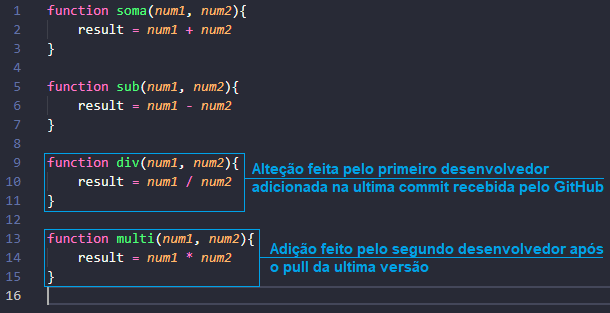 1 function soma(num1, num2){
2 result = num1 + num2
3 }
4
5 function sub(num1, num2){
6 result = num1 - num2
7 }
8
9 function div(num1, num2){
Alteção feita pelo primeiro desenvolvedor
10 result = num1 / num2
adicionada na ultima commit recebida pelo GitHub
11 }
12
13 function multi(num1, num2){
Adição feito pelo segundo desenvolvedor após
14 result = num1 * num2
o pull da ultima versão
15 }
16